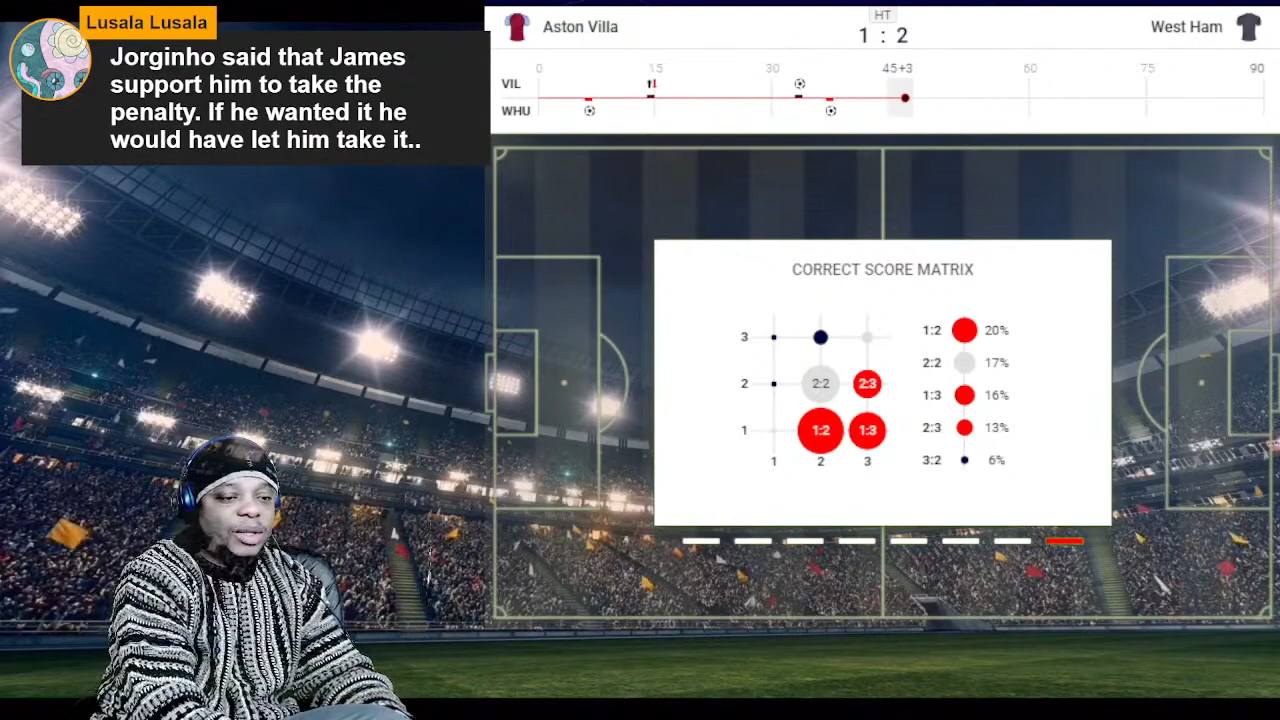 Lusala Lusala
Jorginho said that James
support him to take the
penalty. If he wanted it he
would have let him take it..
Aston Villa
HT
1 : 2
West Ham
0 15 30 45+3 60 75 90
VIL
WHU
CORRECT SCORE MATRIX
3
2 2:2 2:3
1 1:2 1:3
1 2 3
1:2 20%
2:2 17%
1:3 16%
2:3 13%
3:2 6%